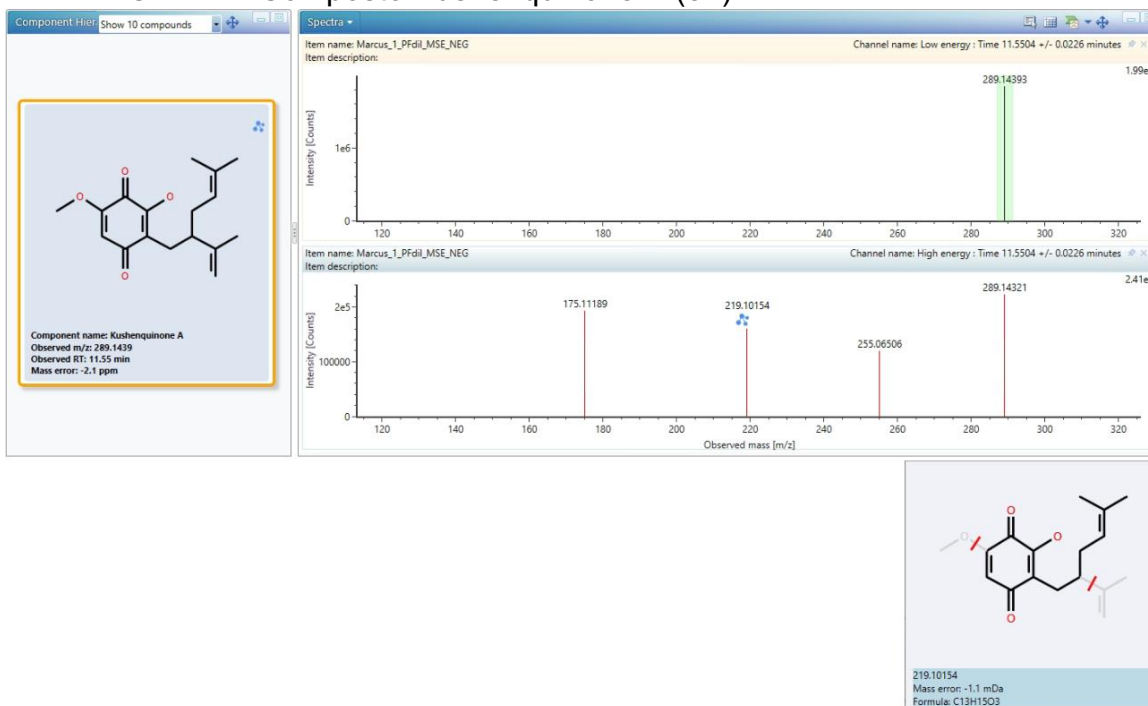 Component Hier Show 10 compounds
O
O
O
O
Component name: Kushenquinone A
Observed m/z: 289.1439
Observed RT: 11.55 min
Mass error: -2.1 ppm
Spectra
Item name: Marcus_1_PFdil_MSE_NEG
Channel name: Low energy : Time 11.5504 +/- 0.0226 minutes
Item description:
1.99e
289.14393
Intensity [Counts]
1e6
0
120 140 160 180 200 220 240 260 280 300 320
Item name: Marcus_1_PFdil_MSE_NEG
Channel name: High energy : Time 11.5504 +/- 0.0226 minutes
Item description:
2.41e
289.14321
175.11189
219.10154
255.06506
Intensity [Counts]
2e5
100000
0
120 140 160 180 200 220 240 260 280 300 320
Observed mass [m/z]
O
O
O
O
219.10154
Mass error: -1.1 mDa
Formula: C13H15O3